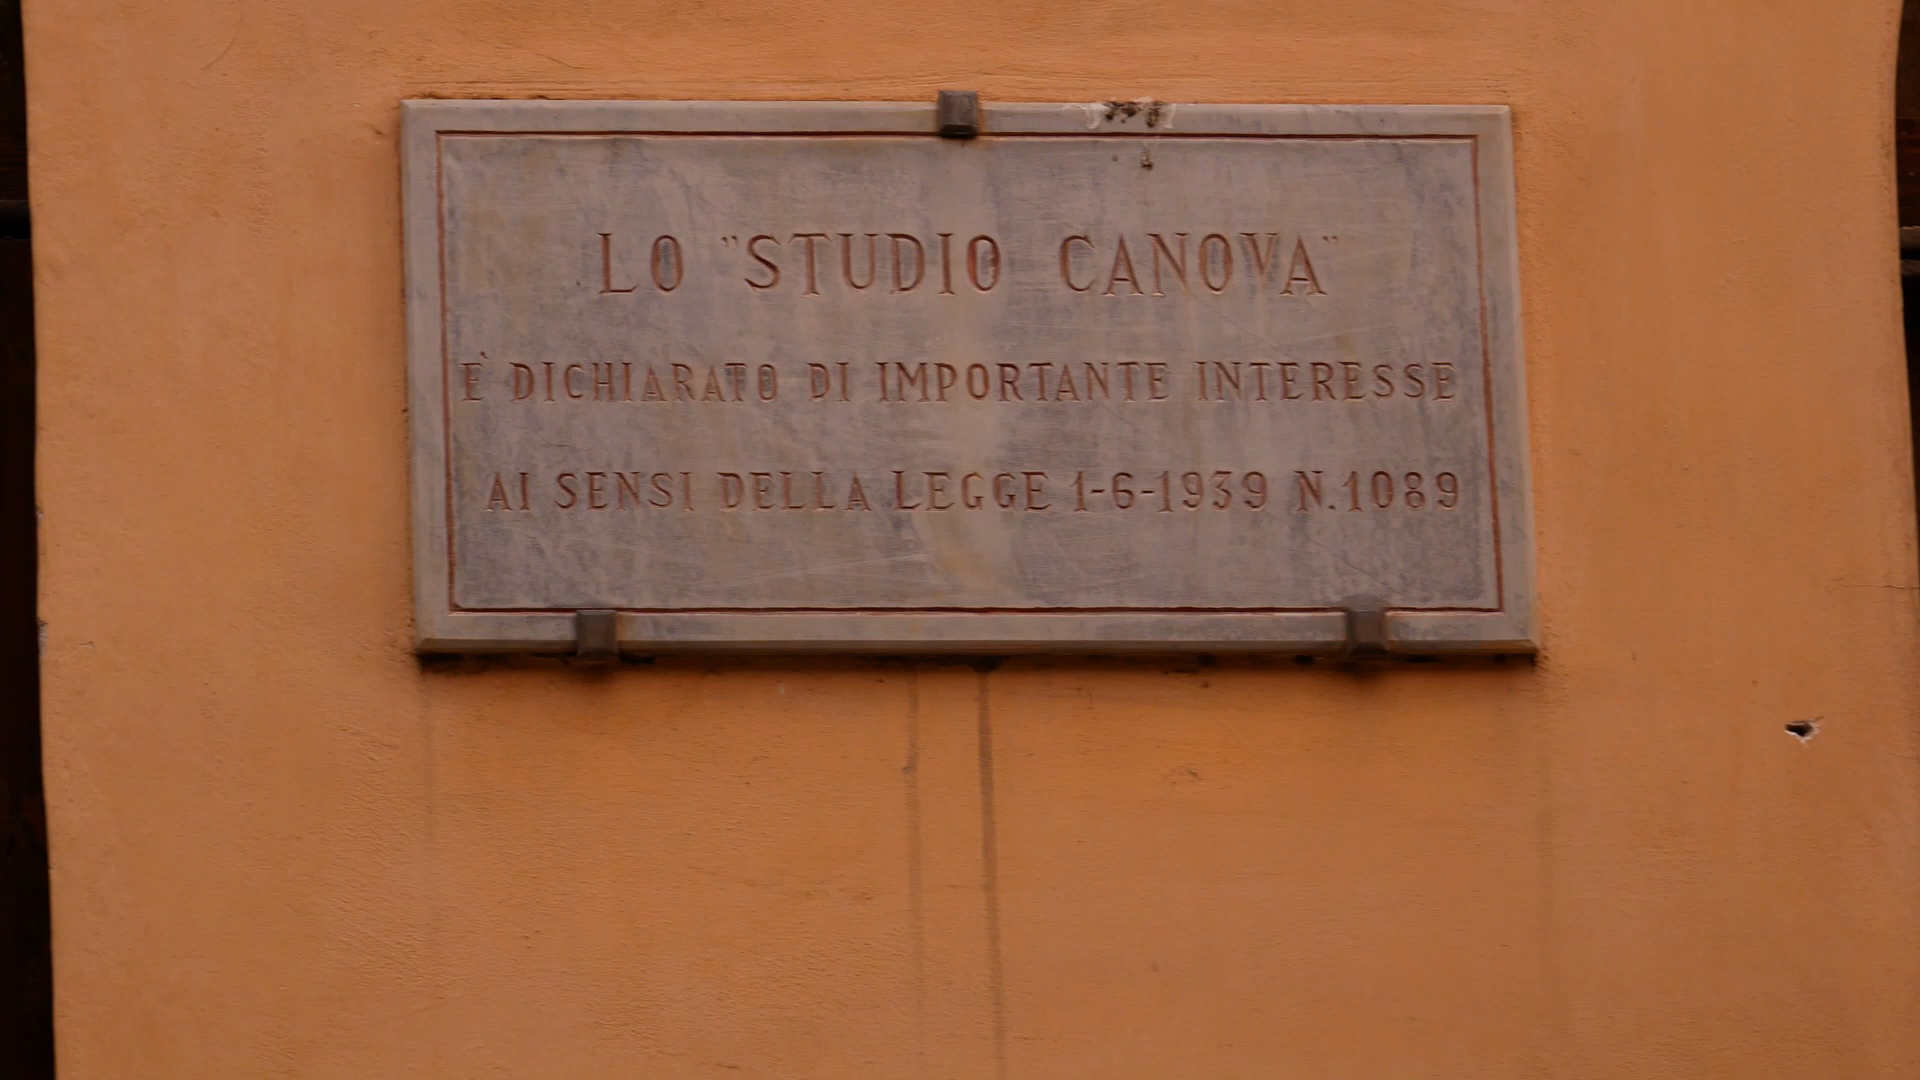 LO "STUDIO CANOVA"
È DICHIARATO DI IMPORTANTE INTERESSE
AI SENSI DELLA LEGGE 1-6-1939 N.1089